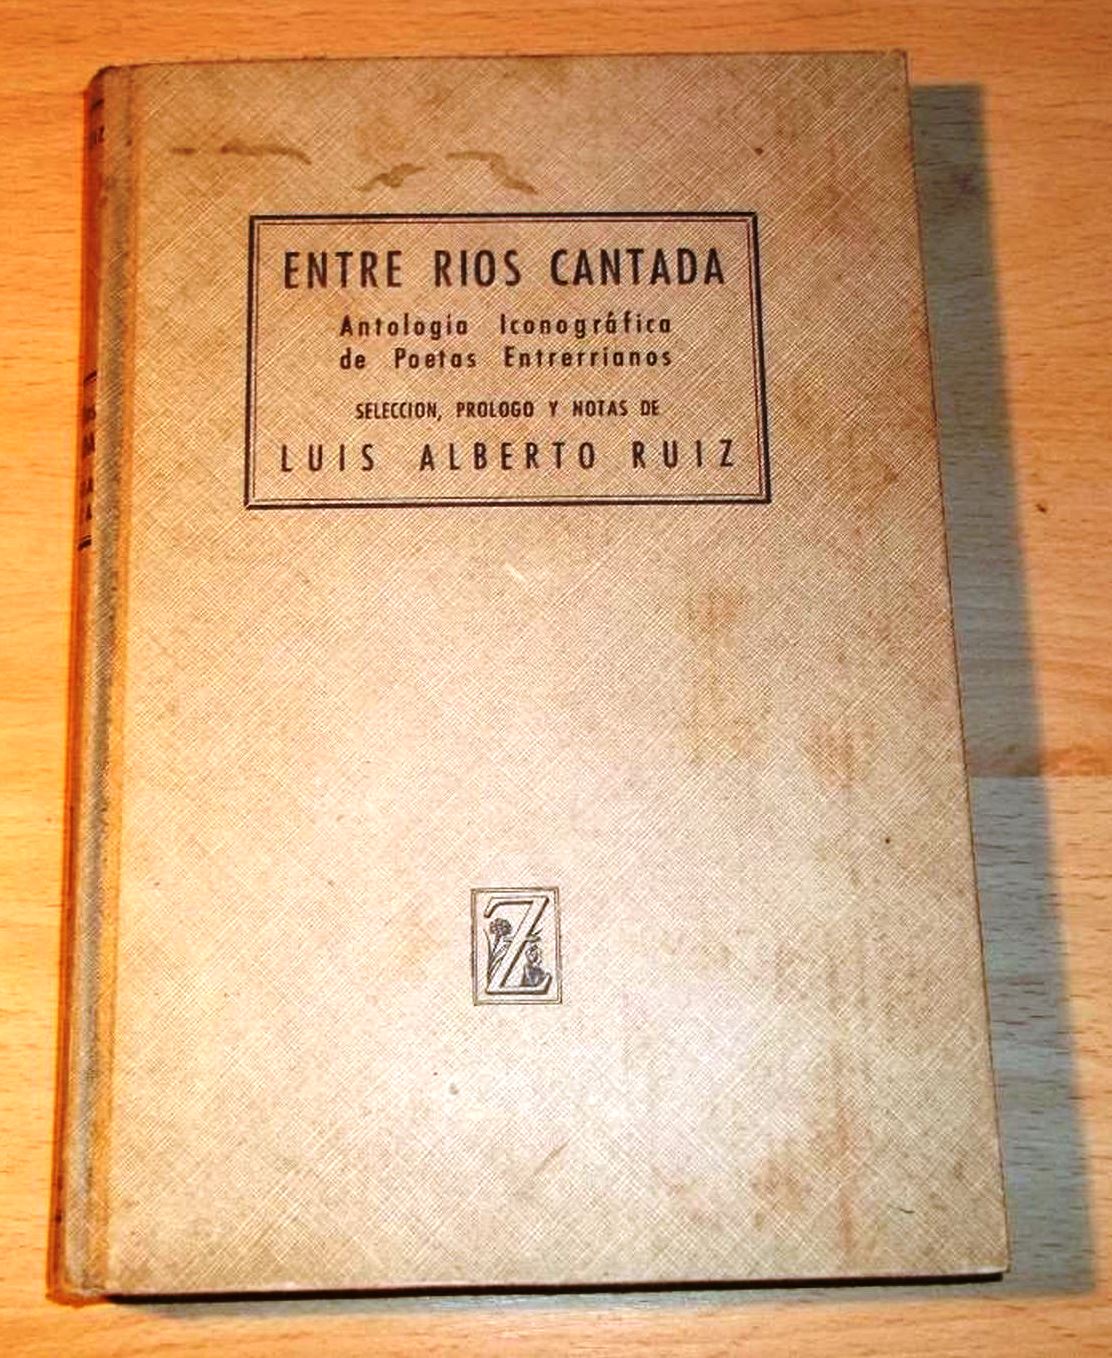 ENTRE RIOS CANTADA
Antologia Iconográfica
de Poetas Entrerrianos
SELECCION, PROLOGO Y NOTAS DE
LUIS ALBERTO RUIZ
Z